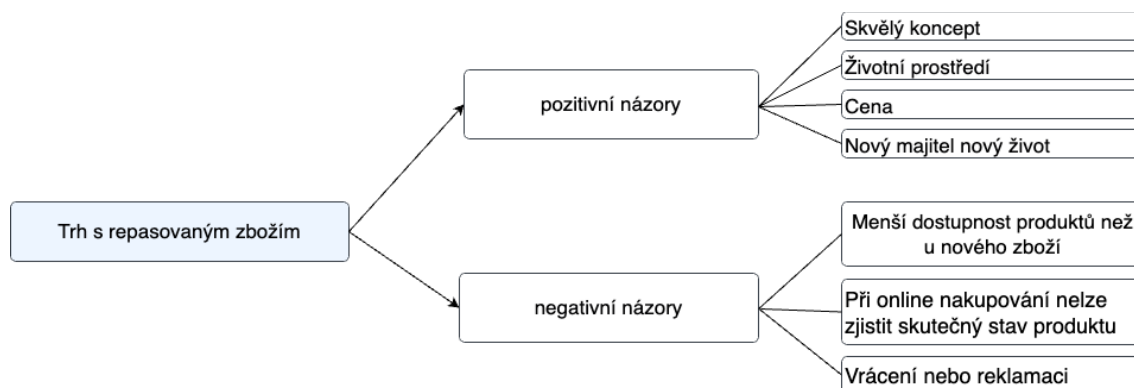 Trh s repasovaným zbožím
pozitivní názory
Skvělý koncept
Životní prostředí
Cena
Nový majitel nový život
negativní názory
Menší dostupnost produktů než
u nového zboží
Při online nakupování nelze
zjistit skutečný stav produktu
Vrácení nebo reklamaci